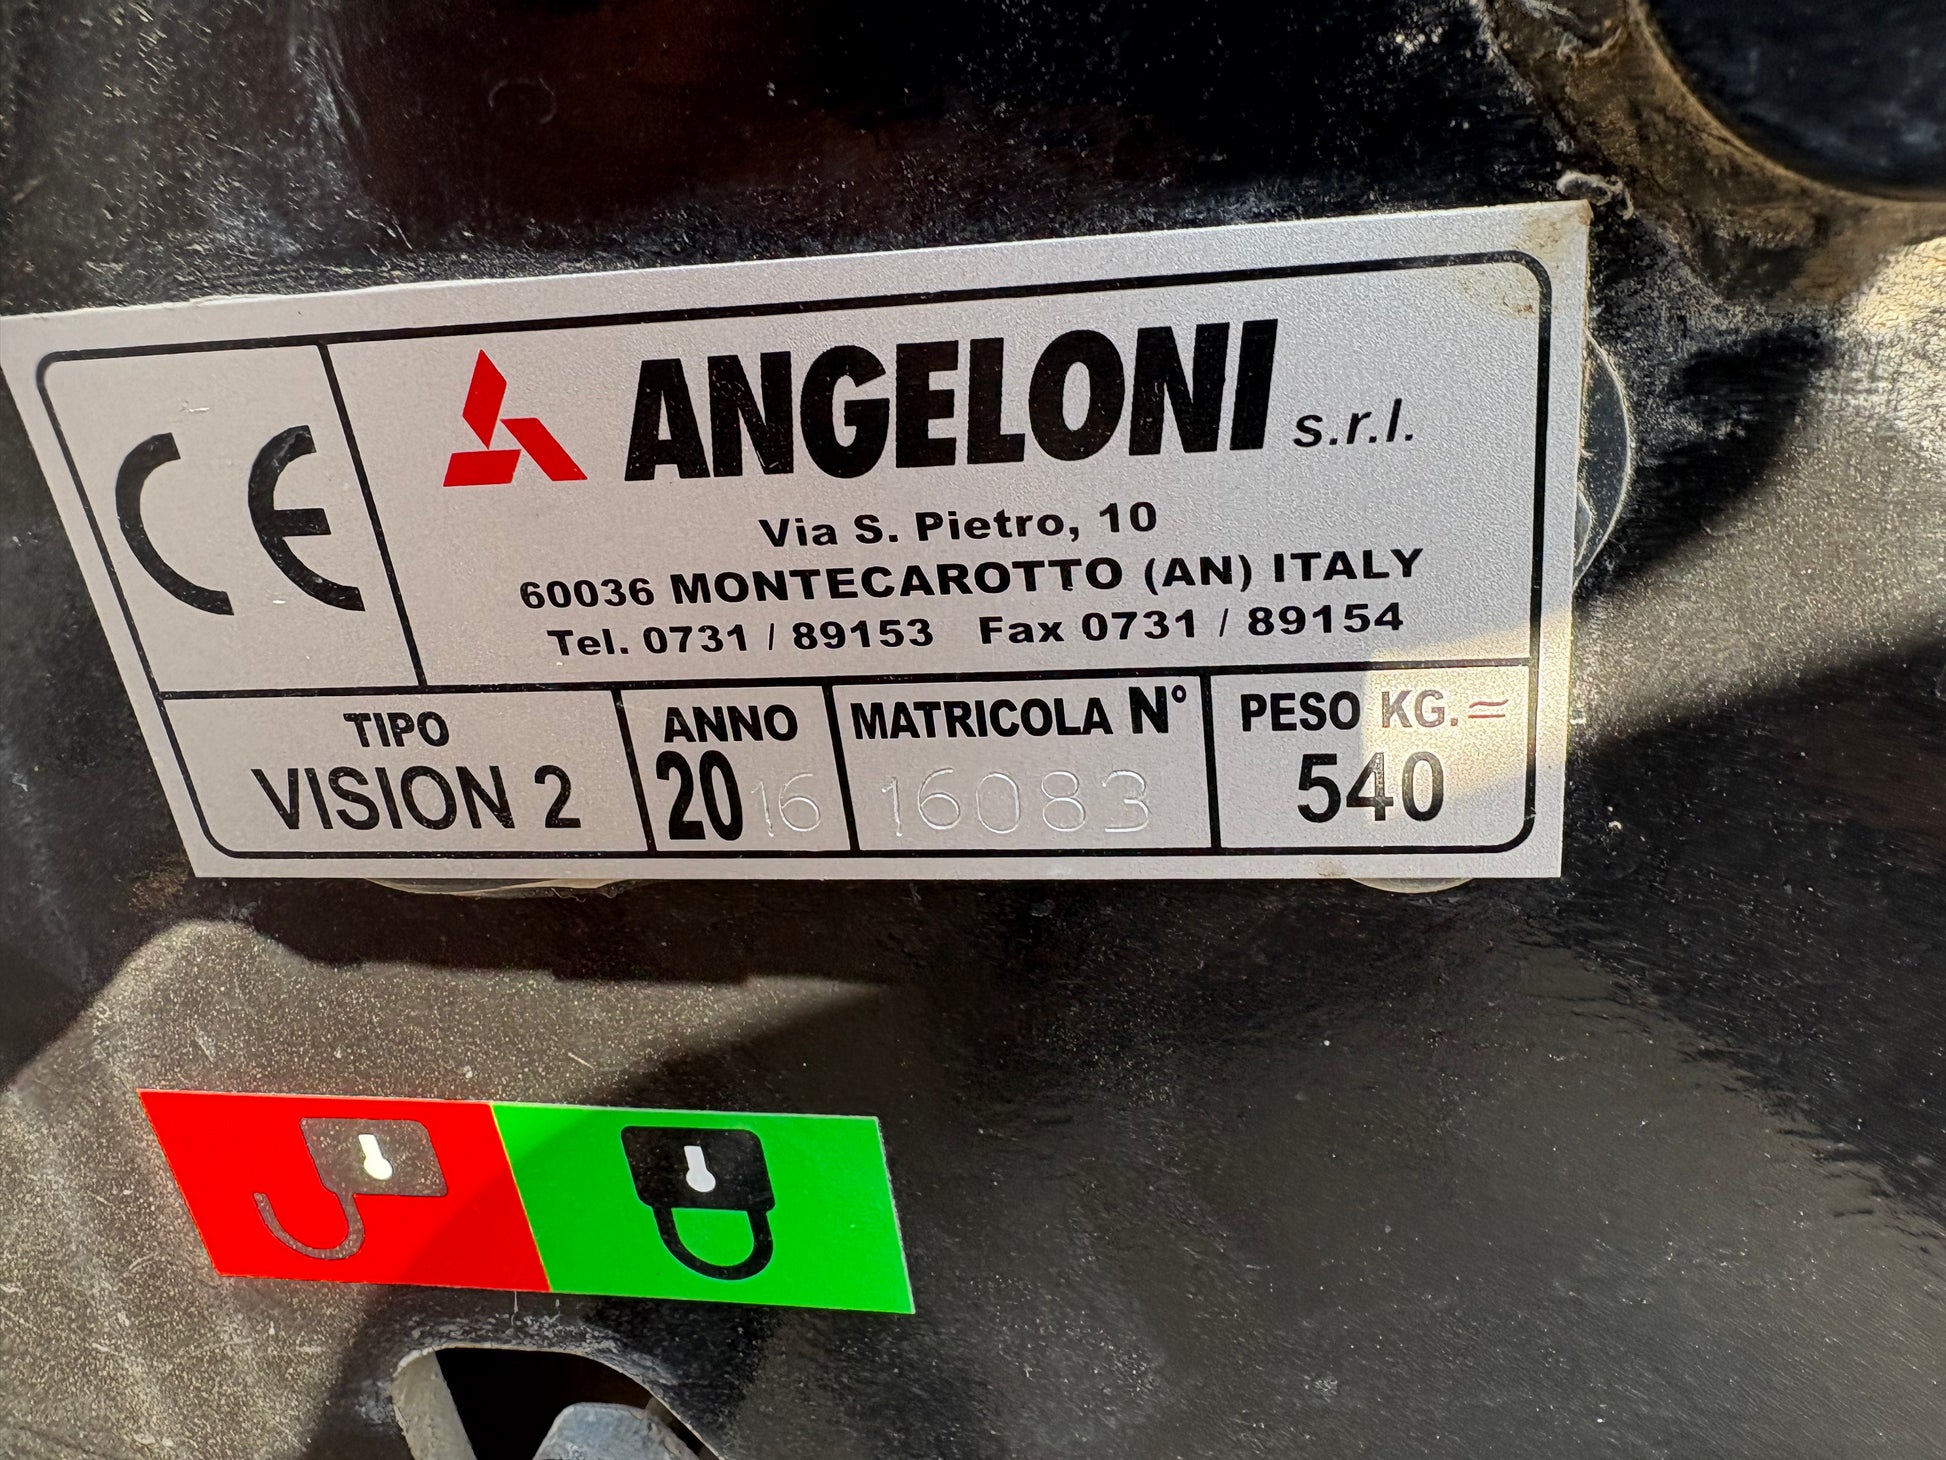 CE
ANGELONI s.r.l.
Via S. Pietro, 10
60036 MONTECAROTTO (AN) ITALY
Tel. 0731 / 89153 Fax 0731 / 89154
TIPO ANNO MATRICOLA N° PESO KG.≃
VISION 2 2016 16083 540